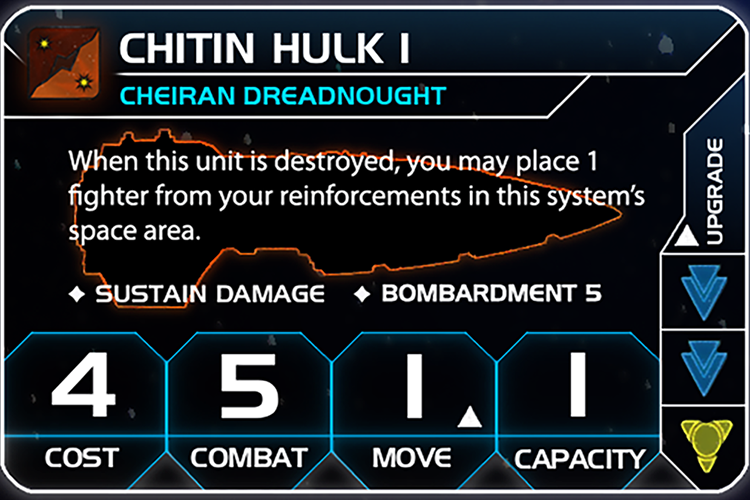 CHITIN HULK I
CHEIRAN DREADNOUGHT
When this unit is destroyed, you may place 1
fighter from your reinforcements in this system's
space area.
SUSTAIN DAMAGE BOMBARDMENT 5
UPGRADE
4 5 1 1
COST COMBAT MOVE CAPACITY